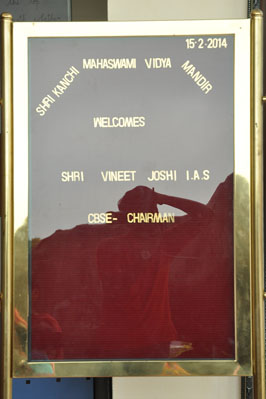 15-2-2014
SHRI KANCHI MAHASWAMI VIDYA MANDIR
WELCOMES
SHRI VINEET JOSHI I.A.S
CBSE- CHAIRMAN